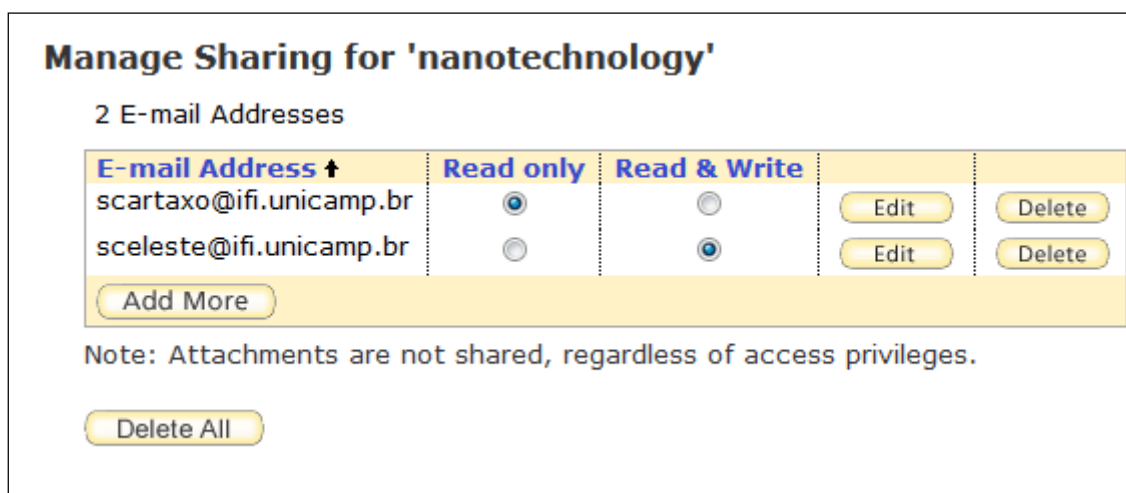 Manage Sharing for 'nanotechnology'
2 E-mail Addresses
E-mail Address Read only Read & Write
scartaxo@ifi.unicamp.br Edit Delete
sceleste@ifi.unicamp.br Edit Delete
Add More
Note: Attachments are not shared, regardless of access privileges.
Delete All